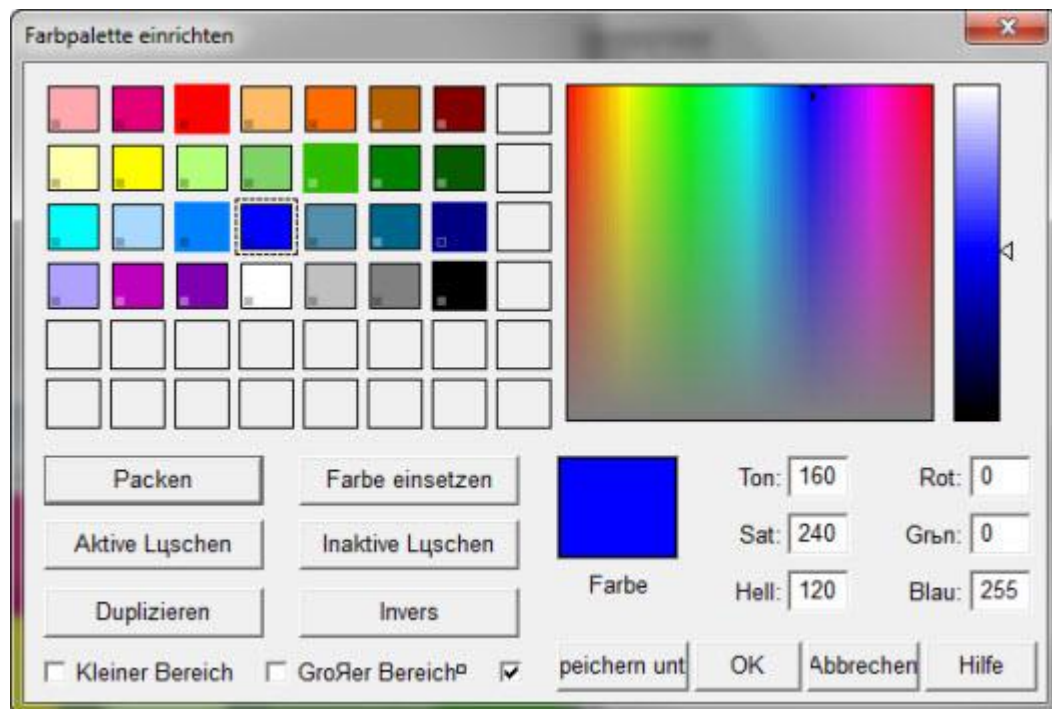 Farbpalette einrichten
Packen
Farbe einsetzen
Aktive Lцschen
Inaktive Lцschen
Duplizieren
Invers
Kleiner Bereich
GroЯer Bereichº
Farbe
Ton: 160
Rot: 0
Sat: 240
Grьn: 0
Hell: 120
Blau: 255
peichern unt
OK
Abbrechen
Hilfe